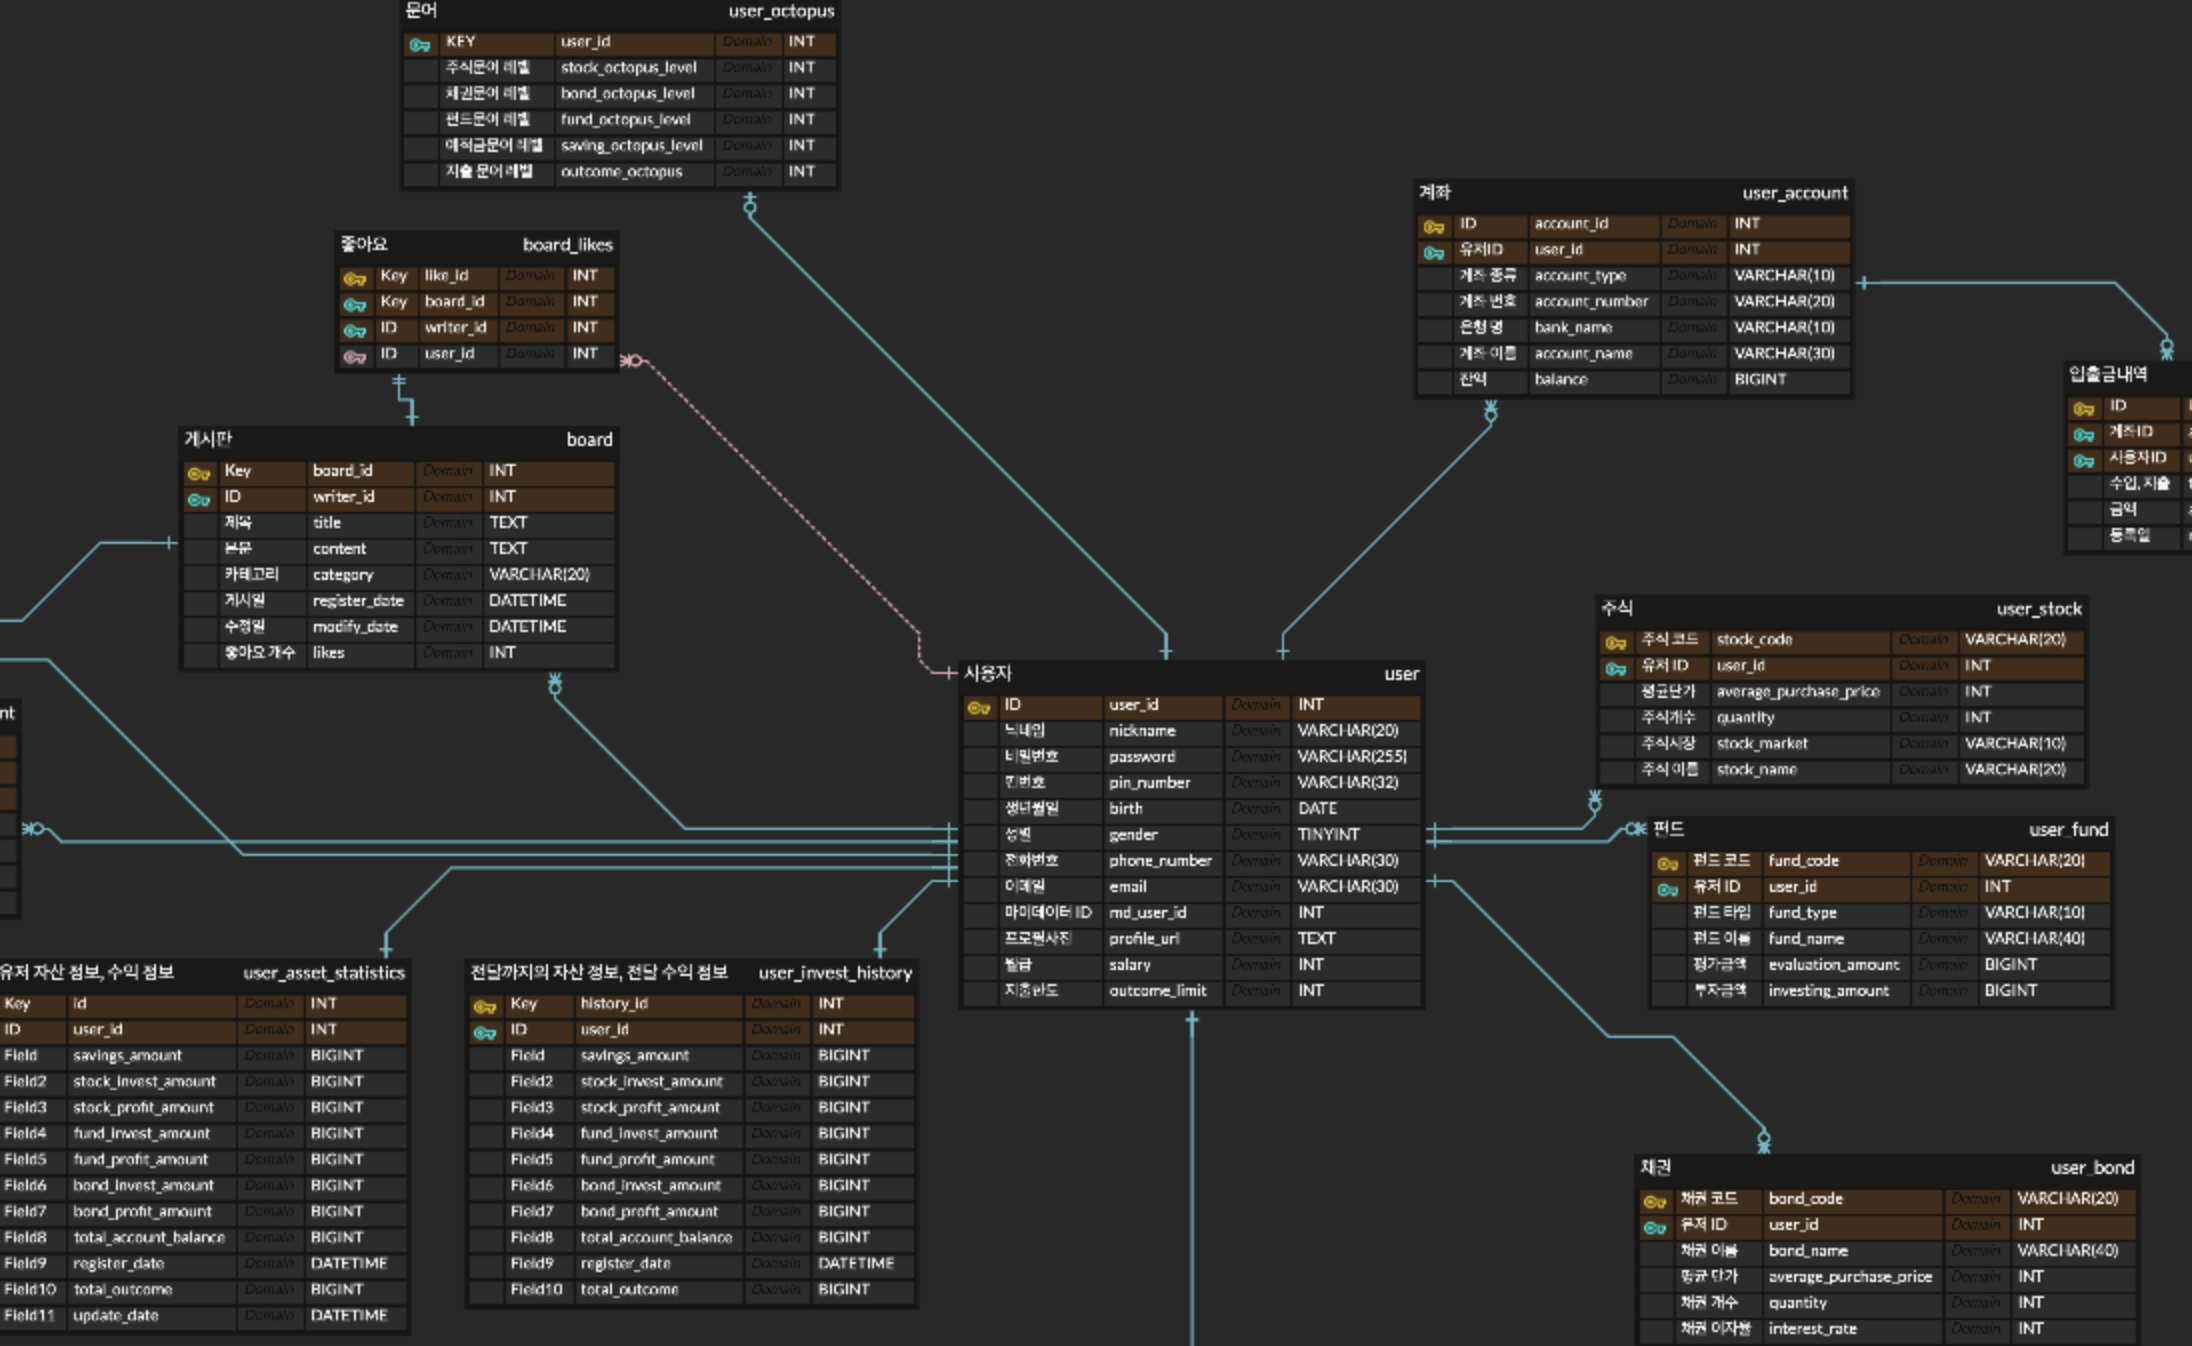 문어 user_octopus
KEY user_id Domain INT
주식문어 레벨 stock_octopus_level Domain INT
채권문어 레벨 bond_octopus_level Domain INT
펀드문어 레벨 fund_octopus_level Domain INT
예적금문어 레벨 saving_octopus_level Domain INT
지출 문어 레벨 outcome_octopus Domain INT
계좌 user_account
ID account_id Domain INT
유저ID user_id Domain INT
계좌 종류 account_type Domain VARCHAR(10)
계좌 번호 account_number Domain VARCHAR(20)
은행 명 bank_name Domain VARCHAR(10)
계좌 이름 account_name Domain VARCHAR(30)
잔액 balance Domain BIGINT
좋아요 board_likes
Key like_id Domain INT
Key board_id Domain INT
ID writer_id Domain INT
ID user_id Domain INT
입출금내역
ID
계좌ID
사용자ID
수입, 지출
금액
등록일
게시판 board
Key board_id Domain INT
ID writer_id Domain INT
제목 title Domain TEXT
본문 content Domain TEXT
카테고리 category Domain VARCHAR(20)
게시일 register_date Domain DATETIME
수정일 modify_date Domain DATETIME
좋아요 개수 likes Domain INT
주식 user_stock
주식 코드 stock_code Domain VARCHAR(20)
유저 ID user_id Domain INT
평균단가 average_purchase_price Domain INT
주식개수 quantity Domain INT
주식시장 stock_market Domain VARCHAR(10)
주식 이름 stock_name Domain VARCHAR(20)
nt
사용자 user
ID user_id Domain INT
닉네임 nickname Domain VARCHAR(20)
비밀번호 password Domain VARCHAR(255)
핀번호 pin_number Domain VARCHAR(32)
생년월일 birth Domain DATE
성별 gender Domain TINYINT
전화번호 phone_number Domain VARCHAR(30)
이메일 email Domain VARCHAR(30)
마이데이터 ID md_user_id Domain INT
프로필사진 profile_url Domain TEXT
월급 salary Domain INT
지출한도 outcome_limit Domain INT
펀드 user_fund
펀드 코드 fund_code Domain VARCHAR(20)
유저 ID user_id Domain INT
펀드 타입 fund_type Domain VARCHAR(10)
펀드 이름 fund_name Domain VARCHAR(40)
평가금액 evaluation_amount Domain BIGINT
투자금액 investing_amount Domain BIGINT
유저 자산 정보, 수익 정보 user_asset_statistics
Key id Domain INT
ID user_id Domain INT
Field savings_amount Domain BIGINT
Field2 stock_invest_amount Domain BIGINT
Field3 stock_profit_amount Domain BIGINT
Field4 fund_invest_amount Domain BIGINT
Field5 fund_profit_amount Domain BIGINT
Field6 bond_invest_amount Domain BIGINT
Field7 bond_profit_amount Domain BIGINT
Field8 total_account_balance Domain BIGINT
Field9 register_date Domain DATETIME
Field10 total_outcome Domain BIGINT
Field11 update_date Domain DATETIME
전달까지의 자산 정보, 전달 수익 정보 user_invest_history
Key history_id Domain INT
ID user_id Domain INT
Field savings_amount Domain BIGINT
Field2 stock_invest_amount Domain BIGINT
Field3 stock_profit_amount Domain BIGINT
Field4 fund_invest_amount Domain BIGINT
Field5 fund_profit_amount Domain BIGINT
Field6 bond_invest_amount Domain BIGINT
Field7 bond_profit_amount Domain BIGINT
Field8 total_account_balance Domain BIGINT
Field9 register_date Domain DATETIME
Field10 total_outcome Domain BIGINT
채권 user_bond
채권 코드 bond_code Domain VARCHAR(20)
유저 ID user_id Domain INT
채권 이름 bond_name Domain VARCHAR(40)
평균 단가 average_purchase_price Domain INT
채권 개수 quantity Domain INT
채권 이자율 interest_rate Domain INT